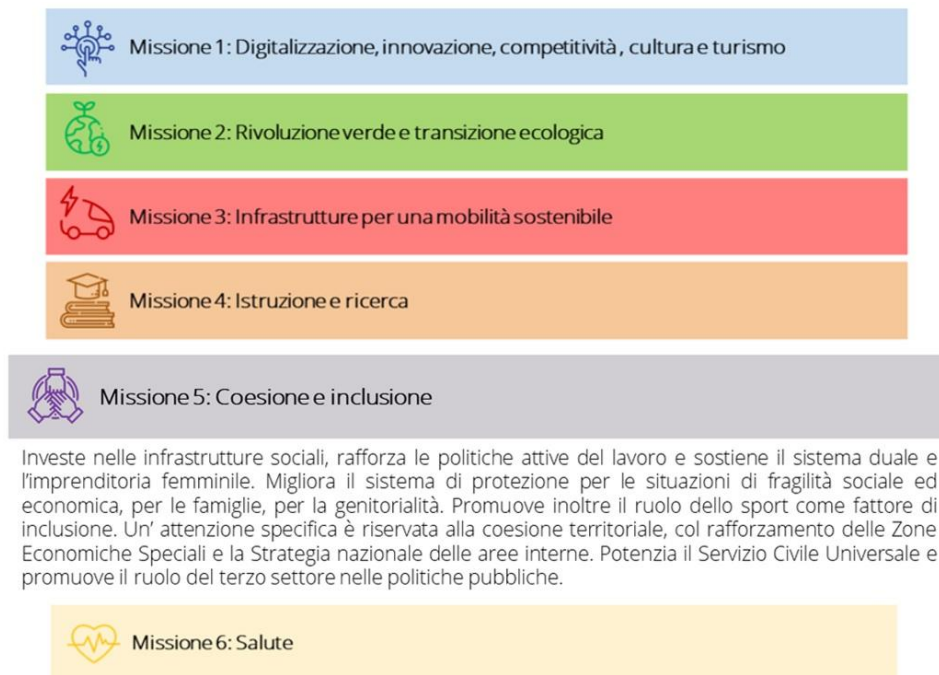 Missione 1: Digitalizzazione, innovazione, competitività, cultura e turismo
Missione 2: Rivoluzione verde e transizione ecologica
Missione 3: Infrastrutture per una mobilità sostenibile
Missione 4: Istruzione e ricerca
Missione 5: Coesione e inclusione
Investe nelle infrastrutture sociali, rafforza le politiche attive del lavoro e sostiene il sistema duale e
l’imprenditoria femminile. Migliora il sistema di protezione per le situazioni di fragilità sociale ed
economica, per le famiglie, per la genitorialità. Promuove inoltre il ruolo dello sport come fattore di
inclusione. Un’ attenzione specifica è riservata alla coesione territoriale, col rafforzamento delle Zone
Economiche Speciali e la Strategia nazionale delle aree interne. Potenzia il Servizio Civile Universale e
promuove il ruolo del terzo settore nelle politiche pubbliche.
Missione 6: Salute